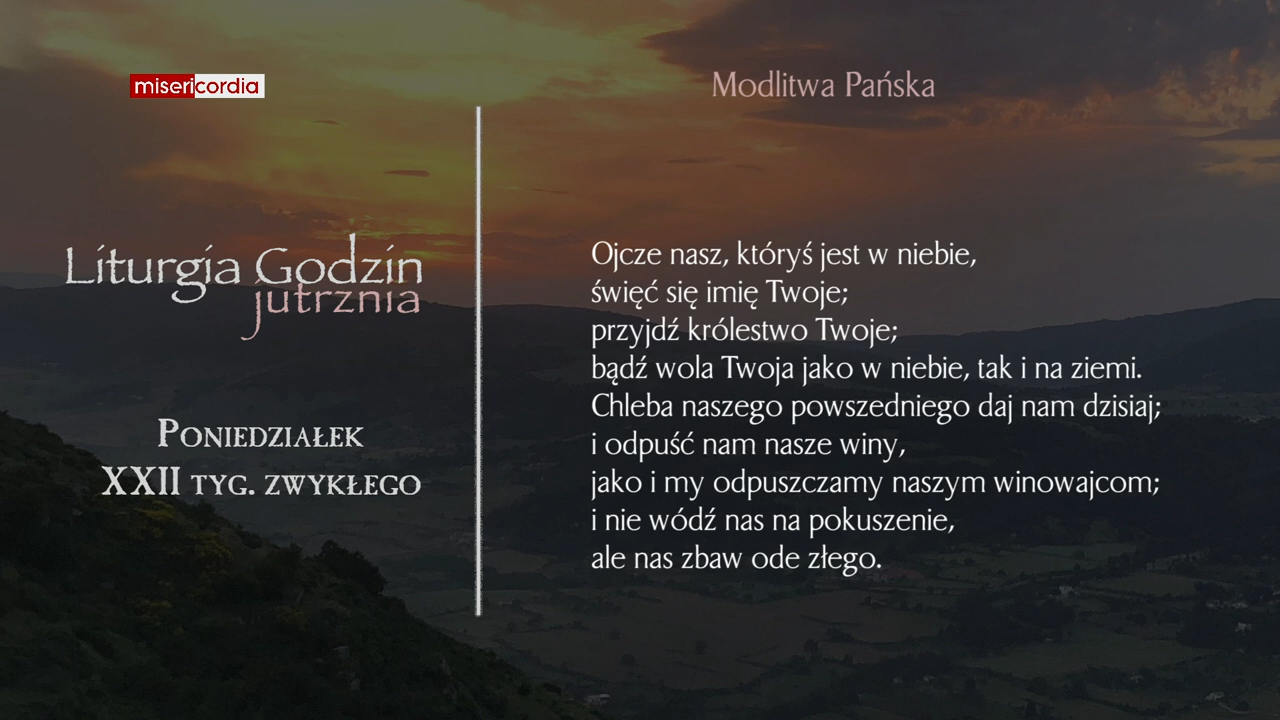 misericordia
Liturgia Godzin
jutrznia
Poniedziałek
XXII tyg. zwykłego
Modlitwa Pańska
Ojcze nasz, któryś jest w niebie,
święć się imię Twoje;
przyjdź królestwo Twoje;
bądź wola Twoja jako w niebie, tak i na ziemi.
Chleba naszego powszedniego daj nam dzisiaj;
i odpuść nam nasze winy,
jako i my odpuszczamy naszym winowajcom;
i nie wódź nas na pokuszenie,
ale nas zbaw ode złego.